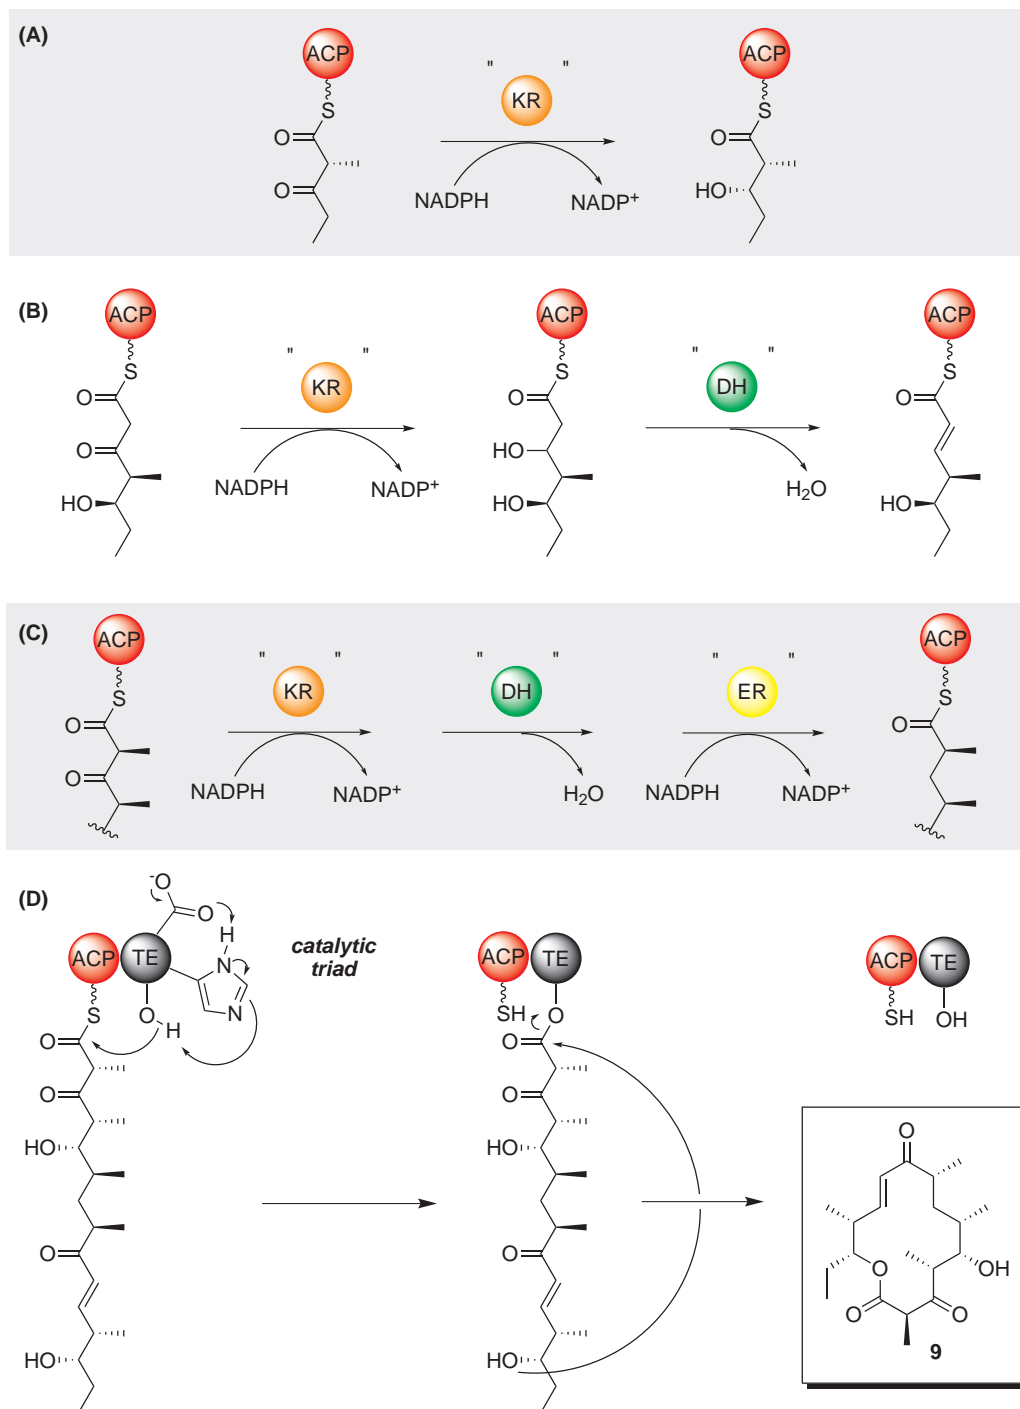 (A)
ACP
" "
KR
S
O
O
NADPH
NADP+
ACP
S
O
HO
(B)
ACP
S
O
O
HO
" "
KR
NADPH
NADP+
ACP
S
O
HO
HO
" "
DH
H2O
ACP
S
O
HO
(C)
ACP
S
O
O
" "
KR
NADPH
NADP+
" "
DH
H2O
" "
ER
NADPH
NADP+
ACP
S
O
(D)
-O
O
H
N
N
ACP TE
S
O
H
O
O
HO
O
HO
catalytic
triad
ACP TE
SH
O
O
O
HO
O
HO
ACP TE
SH
OH
O
O
OH
O
O
9